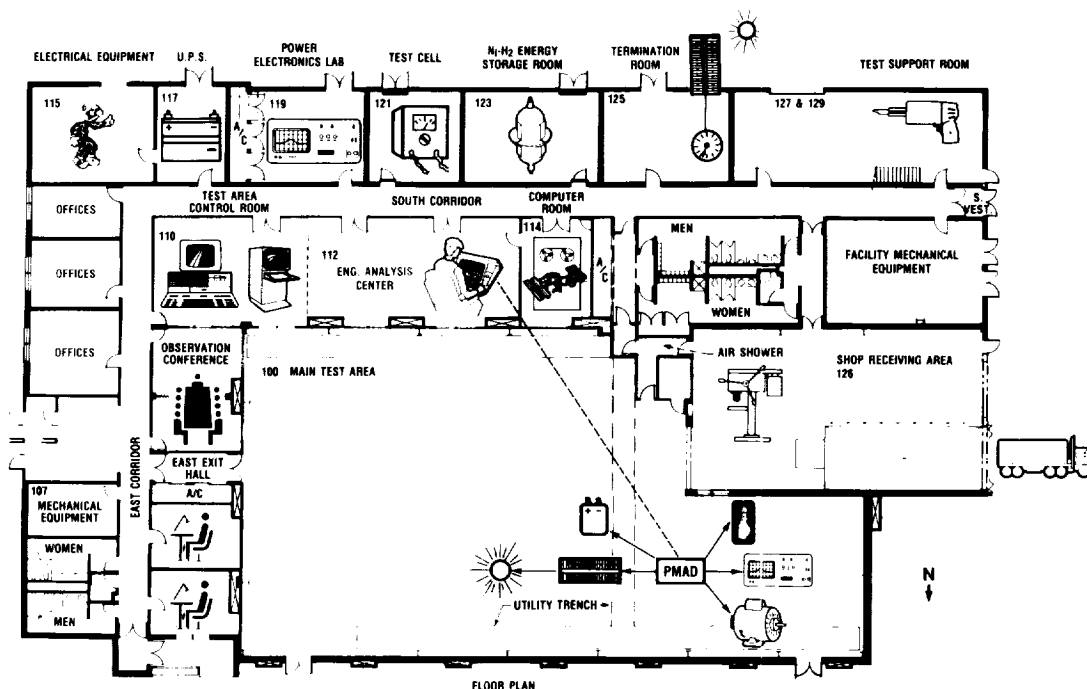 ELECTRICAL EQUIPMENT
U.P.S.
POWER
ELECTRONICS LAB
TEST CELL
Ni-H2 ENERGY
STORAGE ROOM
TERMINATION
ROOM
TEST SUPPORT ROOM
115
117
119
A/C
121
123
125
127 & 129
OFFICES
TEST AREA
CONTROL ROOM
SOUTH CORRIDOR
COMPUTER
ROOM
S.
VEST
110
112
ENG. ANALYSIS
CENTER
114
A/C
MEN
WOMEN
FACILITY MECHANICAL
EQUIPMENT
OFFICES
OFFICES
OBSERVATION
CONFERENCE
100 MAIN TEST AREA
AIR SHOWER
SHOP RECEIVING AREA
126
EAST CORRIDOR
EAST EXIT
HALL
A/C
107
MECHANICAL
EQUIPMENT
WOMEN
MEN
PMAD
UTILITY TRENCH
N
FLOOR PLAN